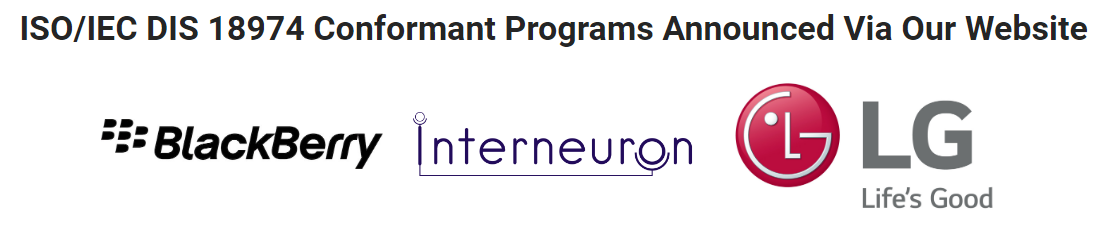 ISO/IEC DIS 18974 Conformant Programs Announced Via Our Website
BlackBerry interneuron LG
Life's Good